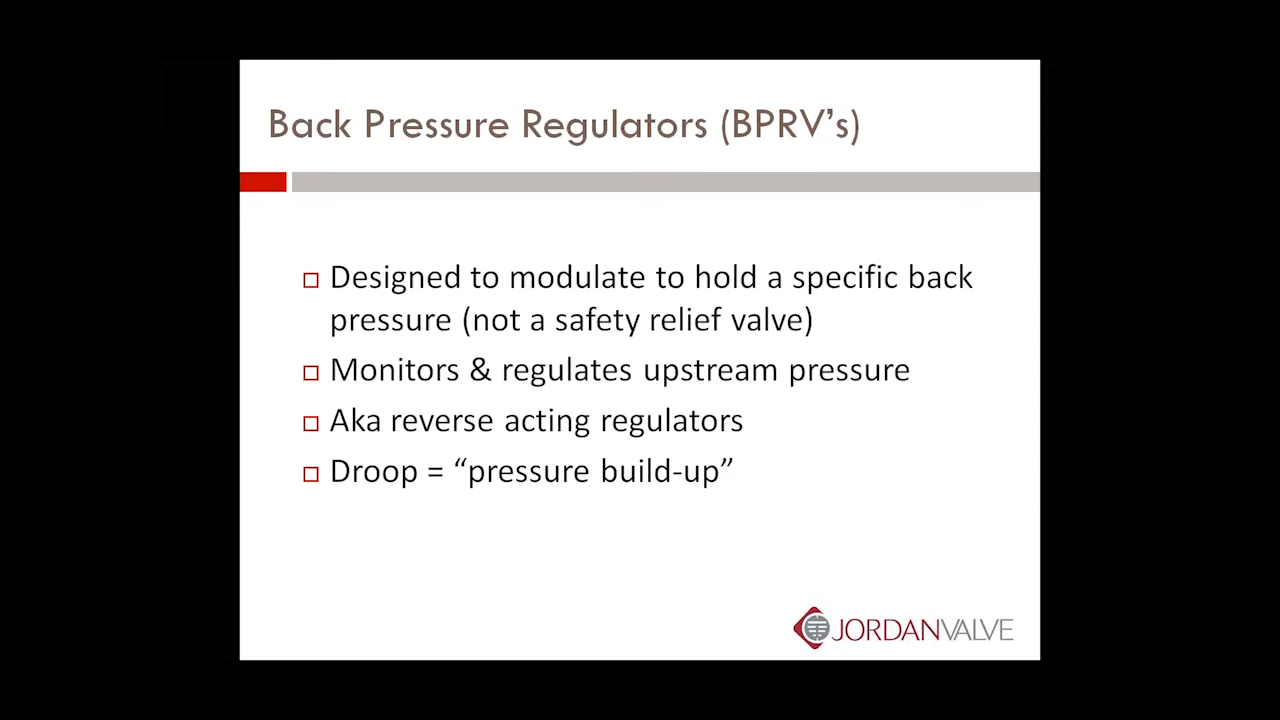 Back Pressure Regulators (BPRV’s)
Designed to modulate to hold a specific back
pressure (not a safety relief valve)
Monitors & regulates upstream pressure
Aka reverse acting regulators
Droop = “pressure build-up”
JORDANVALVE